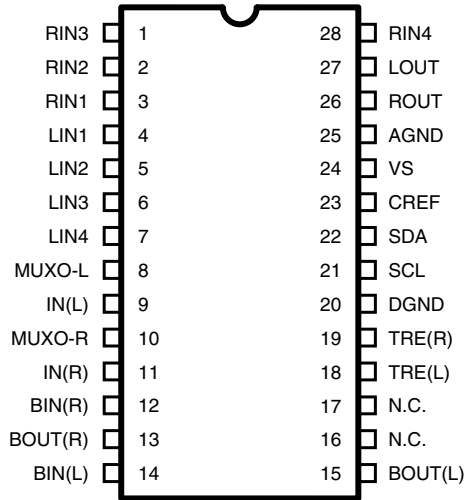 RIN3 1 28 RIN4
RIN2 2 27 LOUT
RIN1 3 26 ROUT
LIN1 4 25 AGND
LIN2 5 24 VS
LIN3 6 23 CREF
LIN4 7 22 SDA
MUXO-L 8 21 SCL
IN(L) 9 20 DGND
MUXO-R 10 19 TRE(R)
IN(R) 11 18 TRE(L)
BIN(R) 12 17 N.C.
BOUT(R) 13 16 N.C.
BIN(L) 14 15 BOUT(L)